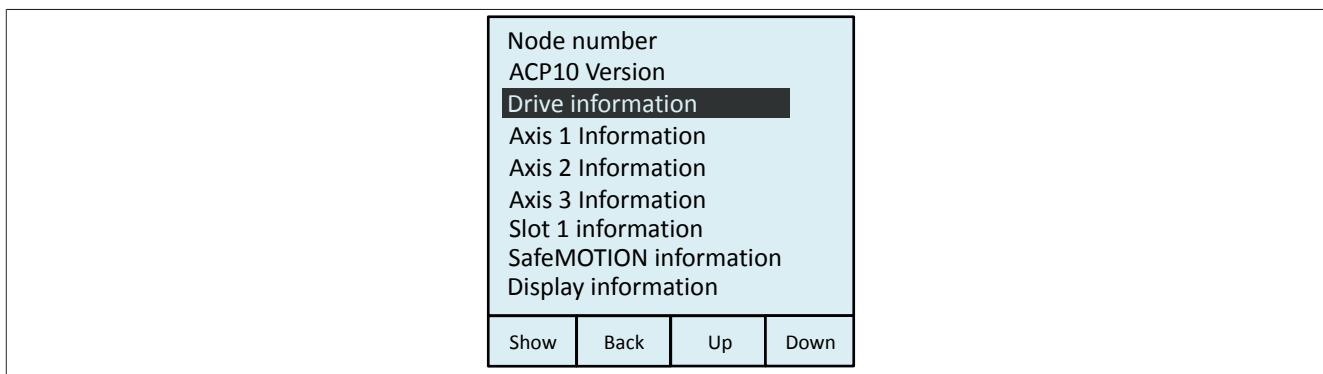 Node number
ACP10 Version
Drive information
Axis 1 Information
Axis 2 Information
Axis 3 Information
Slot 1 information
SafeMOTION information
Display information
Show Back Up Down